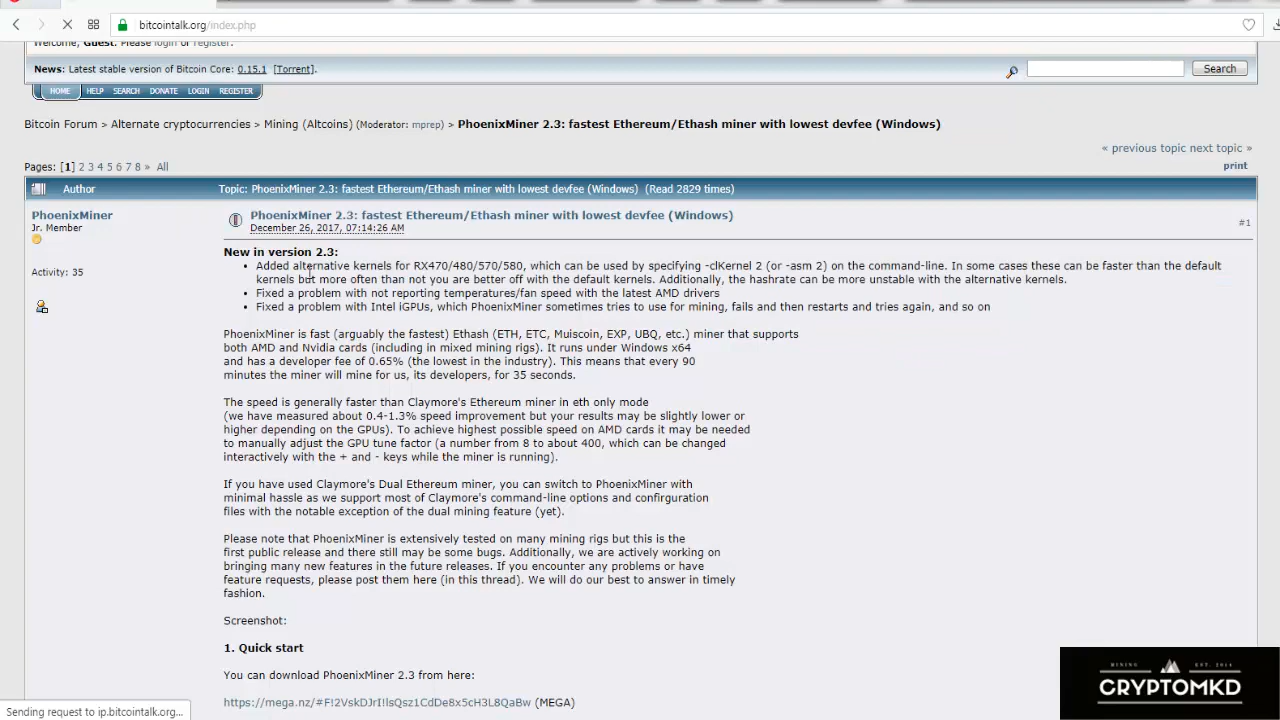 bitcointalk.org/index.php
Welcome, Guest. Please login or register.
News: Latest stable version of Bitcoin Core: 0.15.1 [Torrent].
Search
HOME HELP SEARCH DONATE LOGIN REGISTER
Bitcoin Forum > Alternate cryptocurrencies > Mining (Altcoins) (Moderator: mprep) > PhoenixMiner 2.3: fastest Ethereum/Ethash miner with lowest devfee (Windows)
« previous topic next topic »
Pages: [1] 2 3 4 5 6 7 8 » All
print
Author Topic: PhoenixMiner 2.3: fastest Ethereum/Ethash miner with lowest devfee (Windows) (Read 2829 times)
PhoenixMiner
Jr. Member
Activity: 35
PhoenixMiner 2.3: fastest Ethereum/Ethash miner with lowest devfee (Windows)
December 26, 2017, 07:14:26 AM
#1
New in version 2.3:
• Added alternative kernels for RX470/480/570/580, which can be used by specifying -clKernel 2 (or -asm 2) on the command-line. In some cases these can be faster than the default
kernels but more often than not you are better off with the default kernels. Additionally, the hashrate can be more unstable with the alternative kernels.
• Fixed a problem with not reporting temperatures/fan speed with the latest AMD drivers
• Fixed a problem with Intel iGPUs, which PhoenixMiner sometimes tries to use for mining, fails and then restarts and tries again, and so on
PhoenixMiner is fast (arguably the fastest) Ethash (ETH, ETC, Muiscoin, EXP, UBQ, etc.) miner that supports
both AMD and Nvidia cards (including in mixed mining rigs). It runs under Windows x64
and has a developer fee of 0.65% (the lowest in the industry). This means that every 90
minutes the miner will mine for us, its developers, for 35 seconds.
The speed is generally faster than Claymore's Ethereum miner in eth only mode
(we have measured about 0.4-1.3% speed improvement but your results may be slightly lower or
higher depending on the GPUs). To achieve highest possible speed on AMD cards it may be needed
to manually adjust the GPU tune factor (a number from 8 to about 400, which can be changed
interactively with the + and - keys while the miner is running).
If you have used Claymore's Dual Ethereum miner, you can switch to PhoenixMiner with
minimal hassle as we support most of Claymore's command-line options and confirguration
files with the notable exception of the dual mining feature (yet).
Please note that PhoenixMiner is extensively tested on many mining rigs but this is the
first public release and there still may be some bugs. Additionally, we are actively working on
bringing many new features in the future releases. If you encounter any problems or have
feature requests, please post them here (in this thread). We will do our best to answer in timely
fashion.
Screenshot:
1. Quick start
You can download PhoenixMiner 2.3 from here:
https://mega.nz/#F!2VskDJrI!lsQsz1CdDe8x5cH3L8QaBw (MEGA)
Sending request to ip.bitcointalk.org...
MINING EST. 2014
CRYPTOMKD